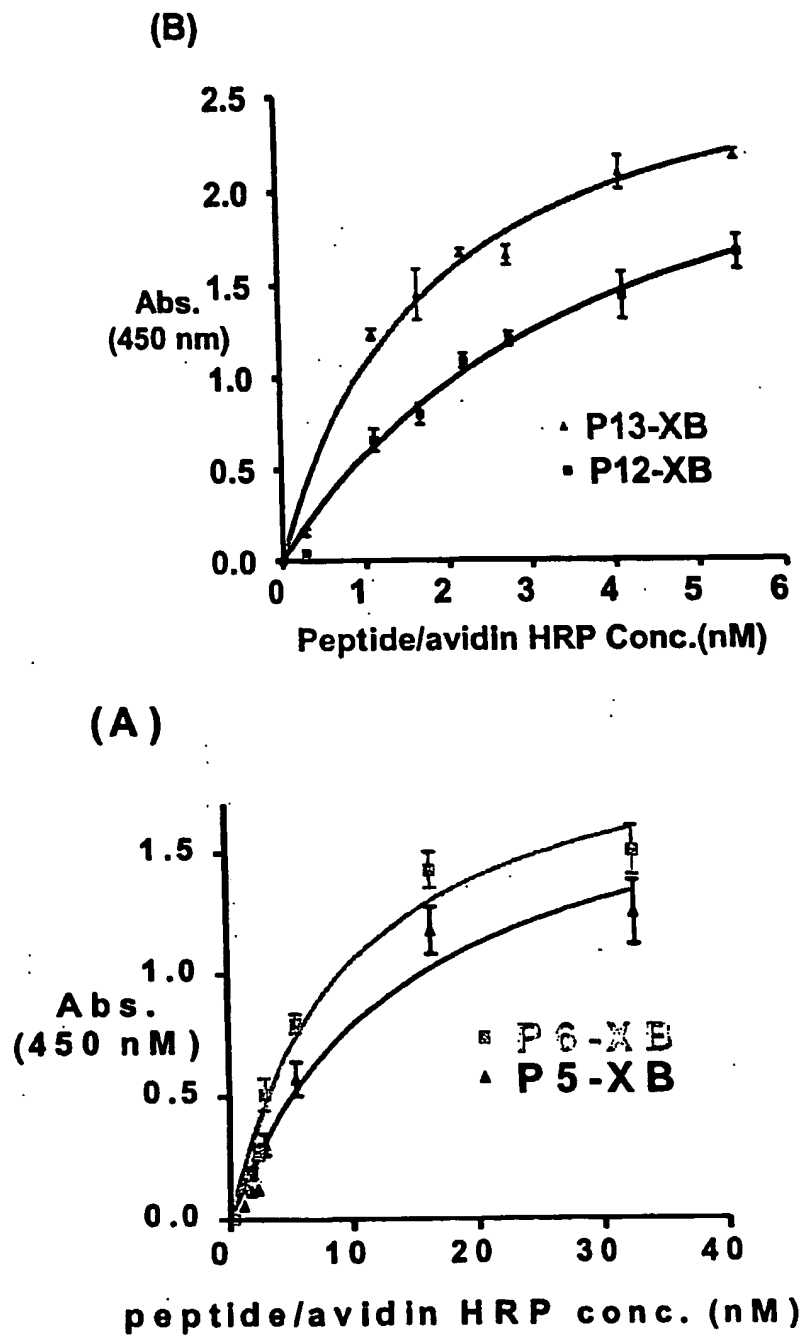 (B)
2.5
2.0
1.5
1.0
0.5
0.0
Abs.
(450 nm)
P13-XB
P12-XB
0 1 2 3 4 5 6
Peptide/avidin HRP Conc.(nM)
(A)
1.5
1.0
0.5
0.0
Abs.
(450 nM)
P6-XB
P5-XB
0 10 20 30 40
peptide/avidin HRP conc. (nM)